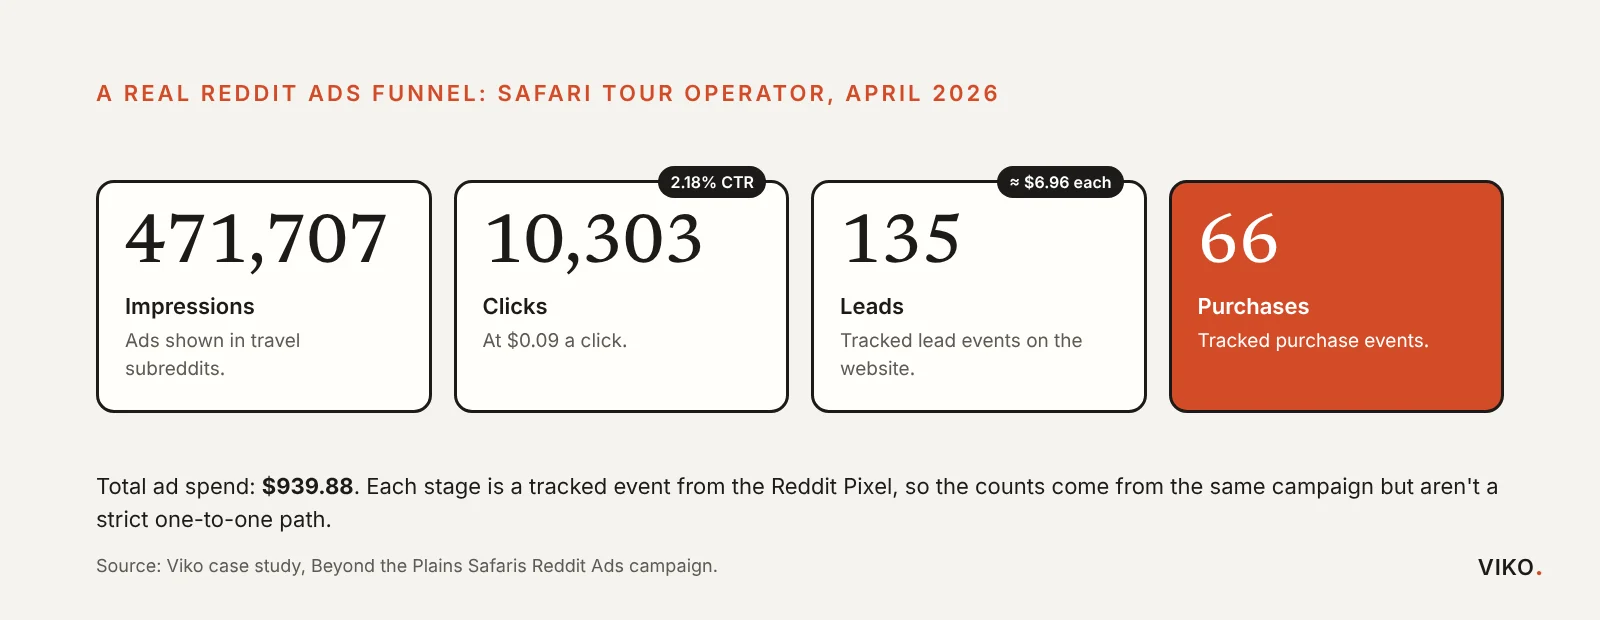 A REAL REDDIT ADS FUNNEL: SAFARI TOUR OPERATOR, APRIL 2026
471,707
Impressions
Ads shown in travel
subreddits.
2.18% CTR
10,303
Clicks
At $0.09 a click.
≈ $6.96 each
135
Leads
Tracked lead events on the
website.
66
Purchases
Tracked purchase events.
Total ad spend: $939.88. Each stage is a tracked event from the Reddit Pixel, so the counts come from the same campaign but aren't a
strict one-to-one path.
Source: Viko case study, Beyond the Plains Safaris Reddit Ads campaign.
VIKO.